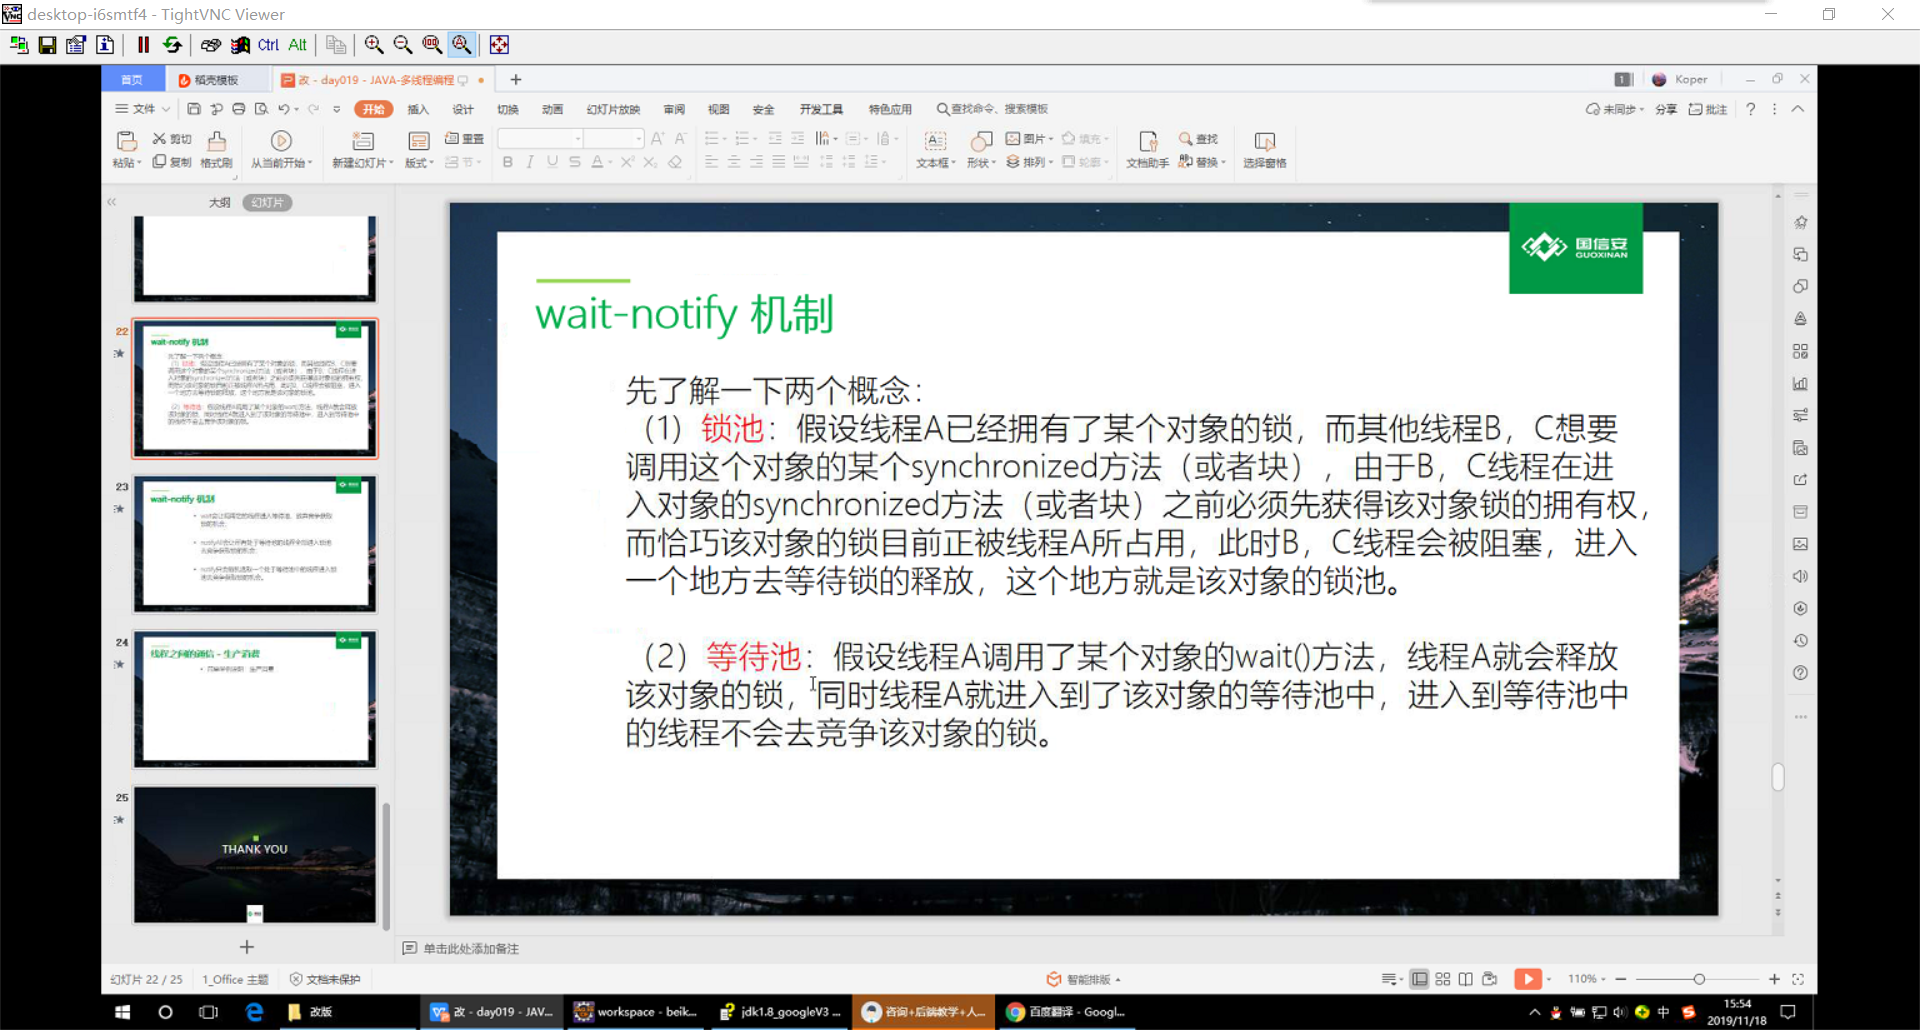 desktop-i6smtf4 - TightVNC Viewer
Ctrl Alt
首页 稻壳模板 改 - day019 - JAVA-多线程编程 + 1 Koper
文件 开始 插入 设计 切换 动画 幻灯片放映 审阅 视图 安全 开发工具 特色应用 查找命令、搜索模板 未同步 分享 批注
粘贴 剪切 复制 格式刷 从当前开始 新建幻灯片 版式 重置 节 文本框 形状 图片 排列 填充 轮廓 文档助手 查找 替换 选择窗格
大纲 幻灯片
22
wait-notify 机制
23
wait-notify 机制
24
线程之间的通信 - 生产消费
25
THANK YOU
国信安
GUOXINAN
wait-notify 机制
先了解一下两个概念：
（1）锁池：假设线程A已经拥有了某个对象的锁，而其他线程B，C想要
调用这个对象的某个synchronized方法（或者块），由于B，C线程在进
入对象的synchronized方法（或者块）之前必须先获得该对象锁的拥有权，
而恰巧该对象的锁目前正被线程A所占用，此时B，C线程会被阻塞，进入
一个地方去等待锁的释放，这个地方就是该对象的锁池。
（2）等待池：假设线程A调用了某个对象的wait()方法，线程A就会释放
该对象的锁，同时线程A就进入到了该对象的等待池中，进入到等待池中
的线程不会去竞争该对象的锁。
单击此处添加备注
幻灯片 22 / 25 1_Office 主题 文档未保护 智能排版 110%
改版 改 - day019 - JAV... workspace - beik... jdk1.8_googleV3 ... 咨询+后端教学+人... 百度翻译 - Googl... 中 15:54
2019/11/18